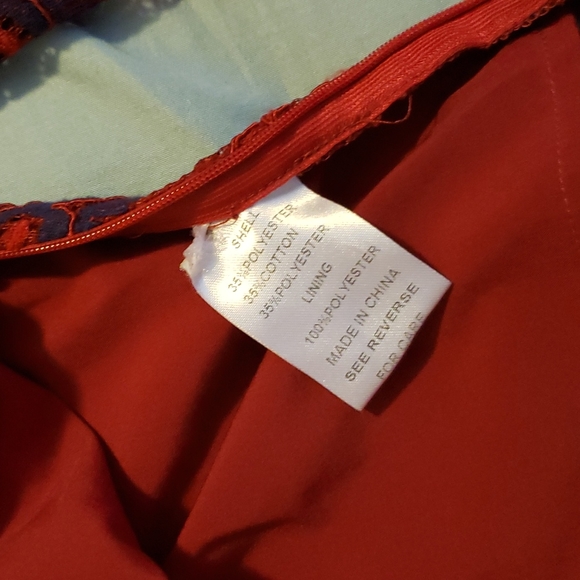 SHELL
35%POLYESTER
35%COTTON
35%POLYESTER
LINING
100%POLYESTER
MADE IN CHINA
SEE REVERSE
FOR CARE